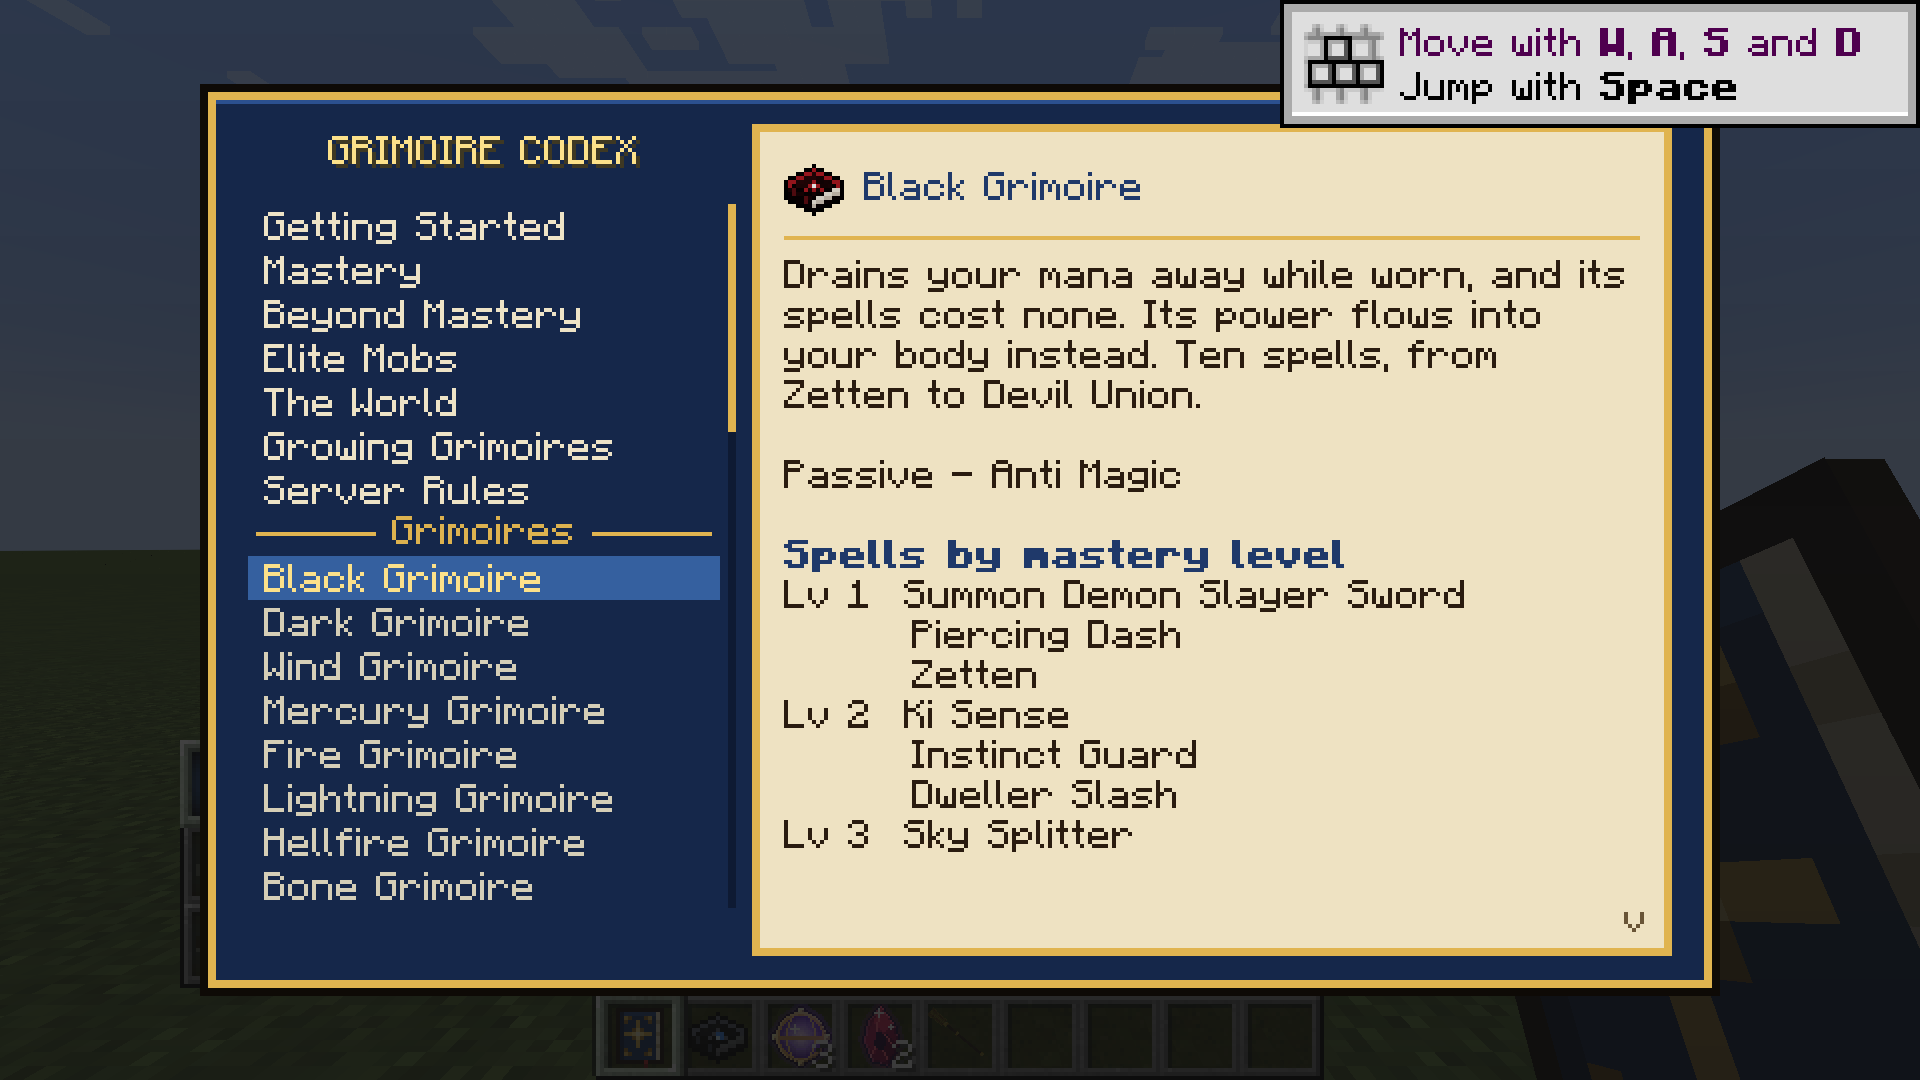 Move with W, A, S and D
Jump with Space
GRIMOIRE CODEX
Getting Started
Mastery
Beyond Mastery
Elite Mobs
The World
Growing Grimoires
Server Rules
Grimoires
Black Grimoire
Dark Grimoire
Wind Grimoire
Mercury Grimoire
Fire Grimoire
Lightning Grimoire
Hellfire Grimoire
Bone Grimoire
Black Grimoire
Drains your mana away while worn, and its
spells cost none. Its power flows into
your body instead. Ten spells, from
Zetten to Devil Union.
Passive - Anti Magic
Spells by mastery level
Lv 1 Summon Demon Slayer Sword
Piercing Dash
Zetten
Lv 2 Ki Sense
Instinct Guard
Dweller Slash
Lv 3 Sky Splitter
v
3
2